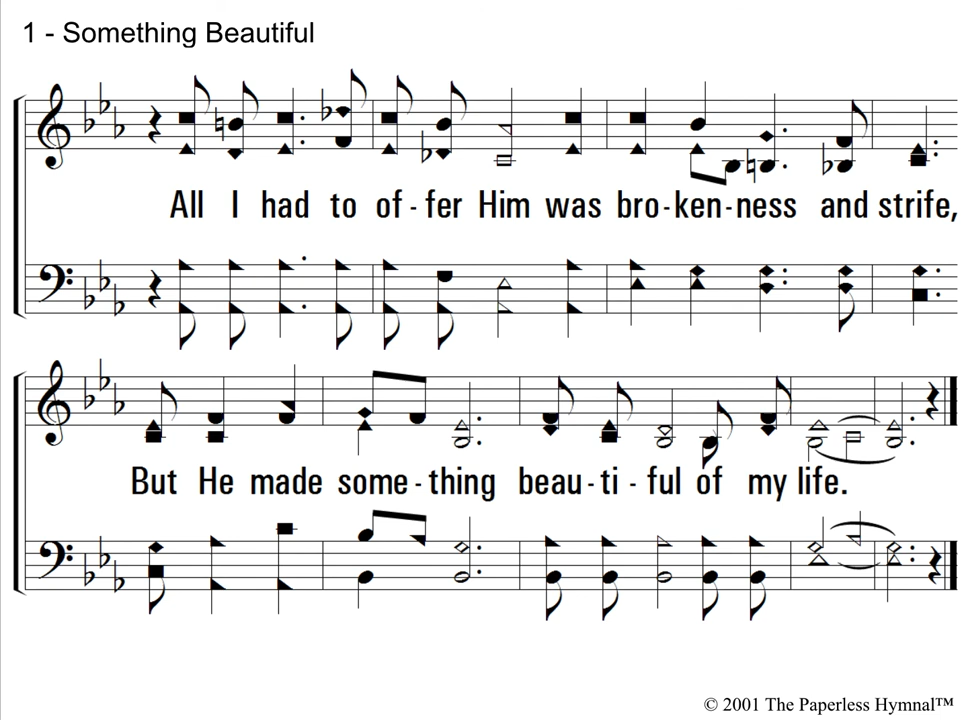 1 - Something Beautiful
All I had to of - fer Him was bro - ken - ness and strife,
But He made some - thing beau - ti - ful of my life.
© 2001 The Paperless Hymnal™